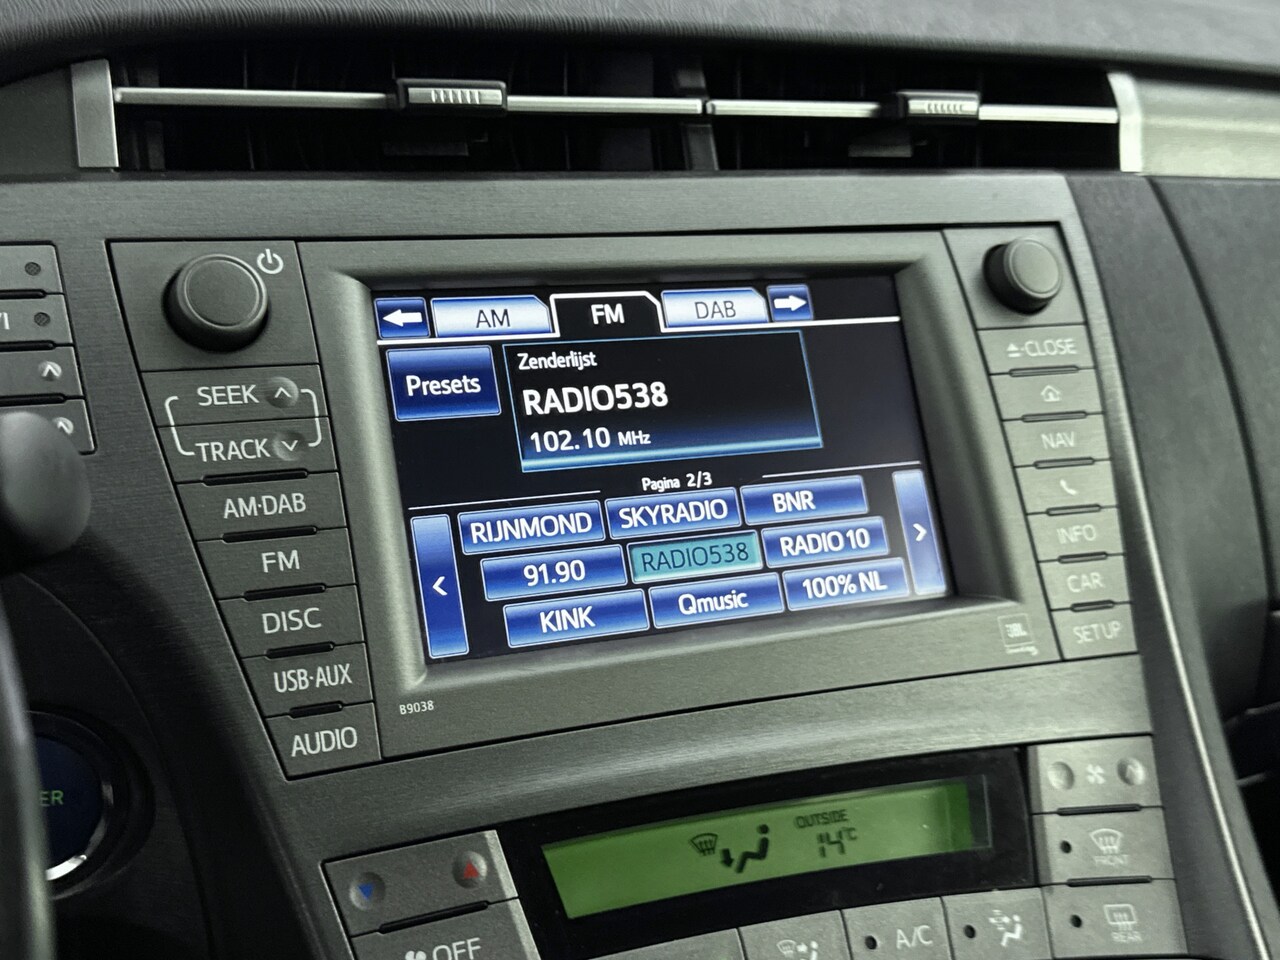 AM
FM
DAB
Presets
Zenderlijst
RADIO538
102.10 MHz
Pagina 2/3
RIJNMOND
SKYRADIO
BNR
91.90
RADIO538
RADIO 10
KINK
Qmusic
100% NL
SEEK
TRACK
AM·DAB
FM
DISC
USB·AUX
AUDIO
CLOSE
NAV
INFO
CAR
SETUP
JBL
B9038
OUTSIDE
14°C
FRONT
REAR
OFF
A/C